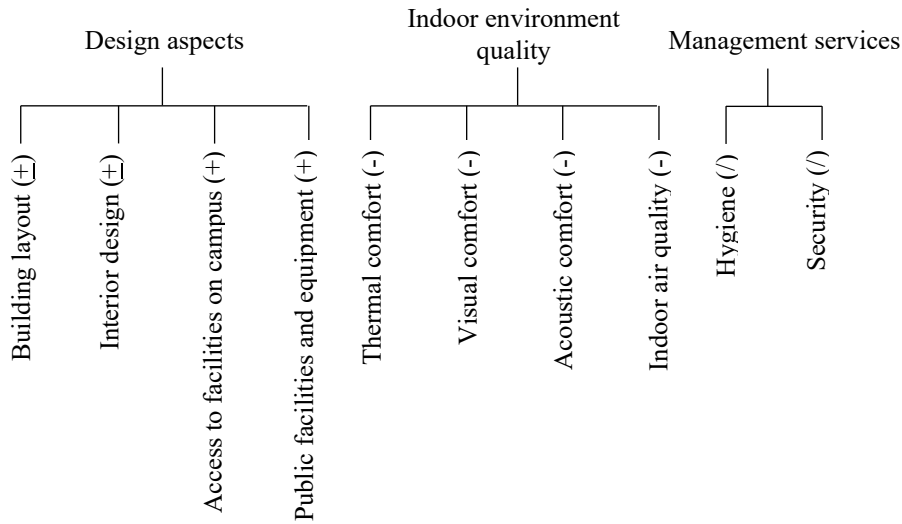 Design aspects
Indoor environment
quality
Management services
Building layout (+)
Interior design (+)
Access to facilities on campus (+)
Public facilities and equipment (+)
Thermal comfort (-)
Visual comfort (-)
Acoustic comfort (-)
Indoor air quality (-)
Hygiene (/)
Security (/)